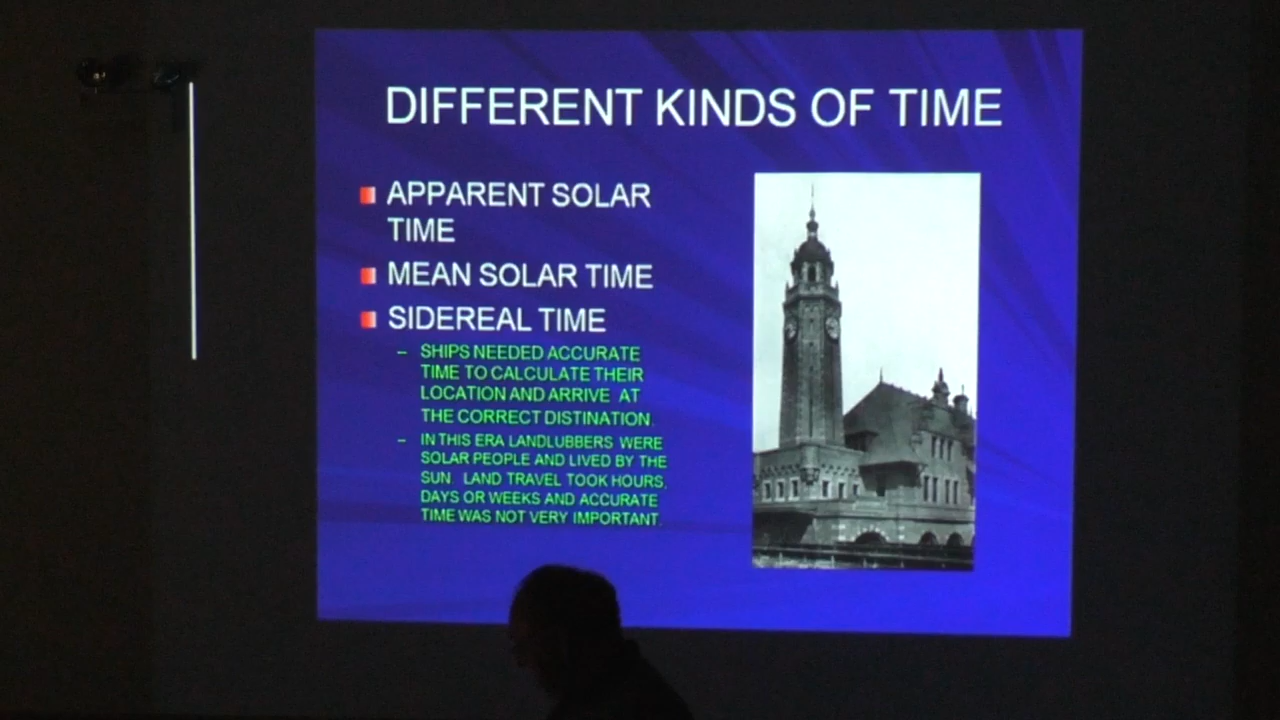 DIFFERENT KINDS OF TIME
APPARENT SOLAR
TIME
MEAN SOLAR TIME
SIDEREAL TIME
– SHIPS NEEDED ACCURATE
TIME TO CALCULATE THEIR
LOCATION AND ARRIVE AT
THE CORRECT DISTINATION.
– IN THIS ERA LANDLUBBERS WERE
SOLAR PEOPLE AND LIVED BY THE
SUN. LAND TRAVEL TOOK HOURS,
DAYS OR WEEKS AND ACCURATE
TIME WAS NOT VERY IMPORTANT.